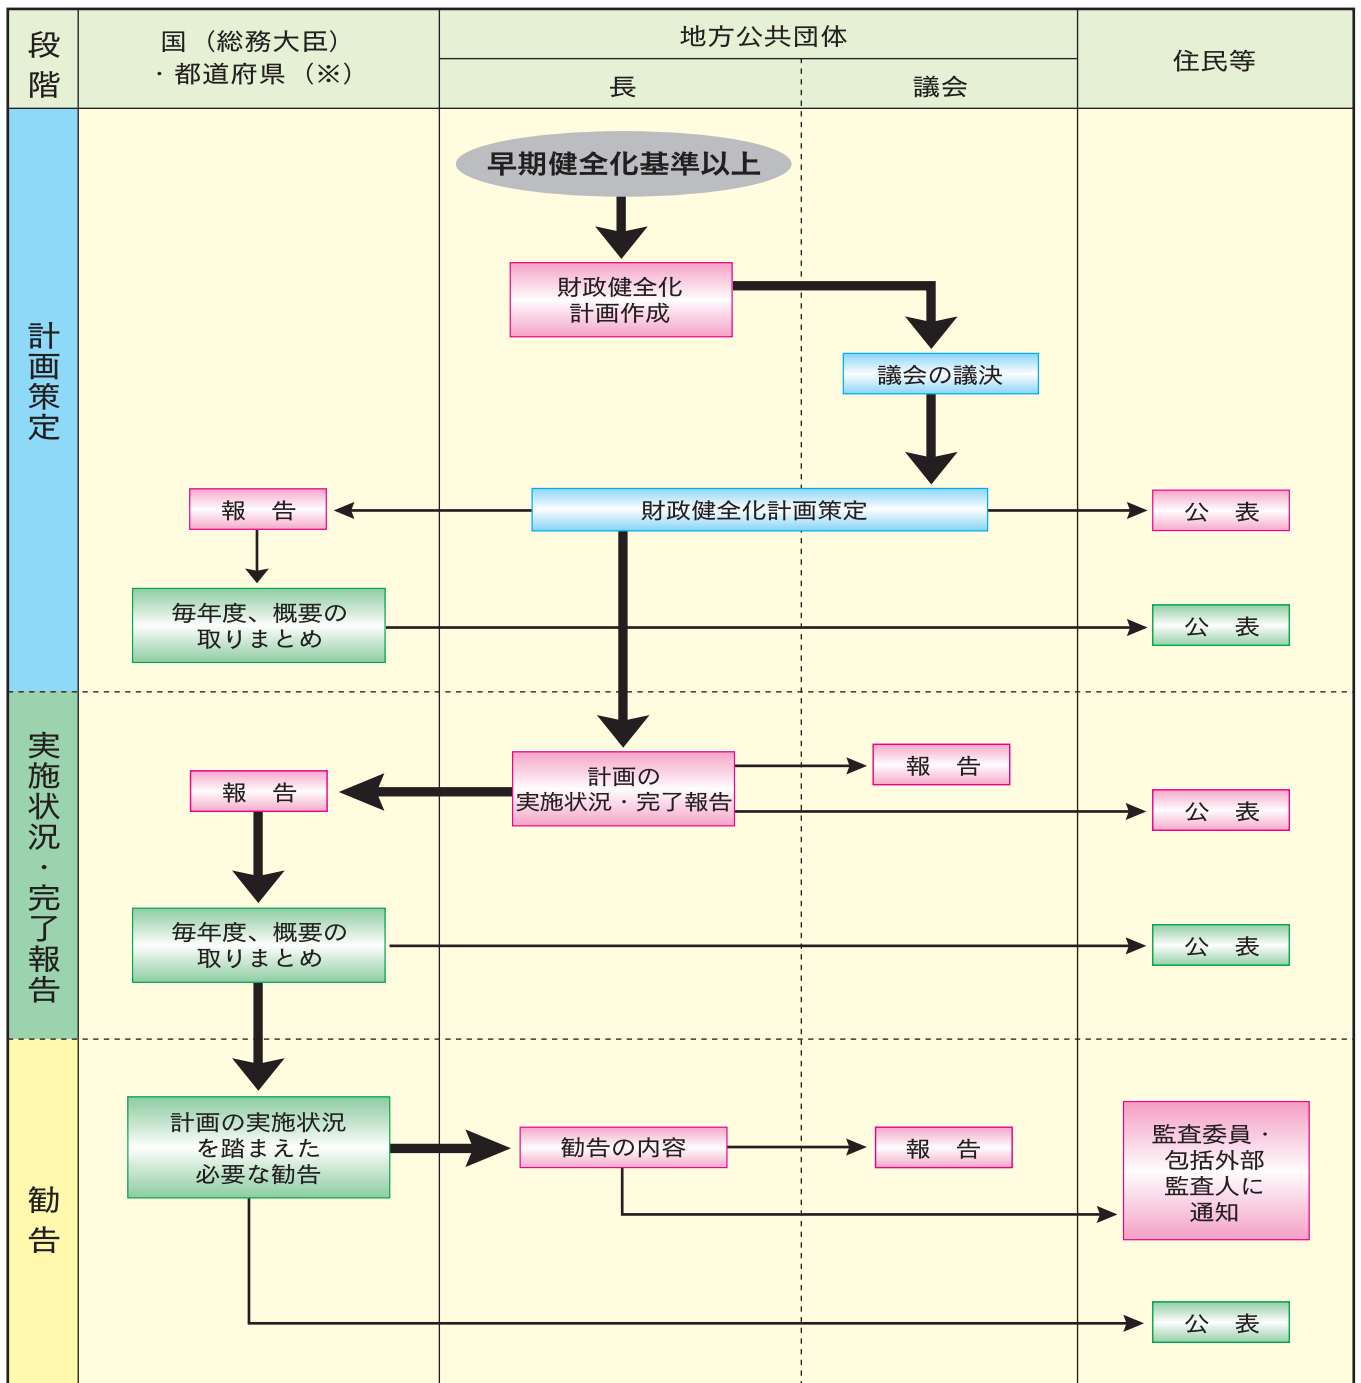 段
階
国（総務大臣）
・都道府県（※）
地方公共団体
長
議会
住民等
計画策定
早期健全化基準以上
財政健全化
計画作成
議会の議決
報　告
財政健全化計画策定
公　表
毎年度、概要の
取りまとめ
公　表
実施状況・完了報告
計画の
実施状況・完了報告
報　告
報　告
公　表
毎年度、概要の
取りまとめ
公　表
勧告
計画の実施状況
を踏まえた
必要な勧告
勧告の内容
報　告
監査委員・
包括外部
監査人に
通知
公　表